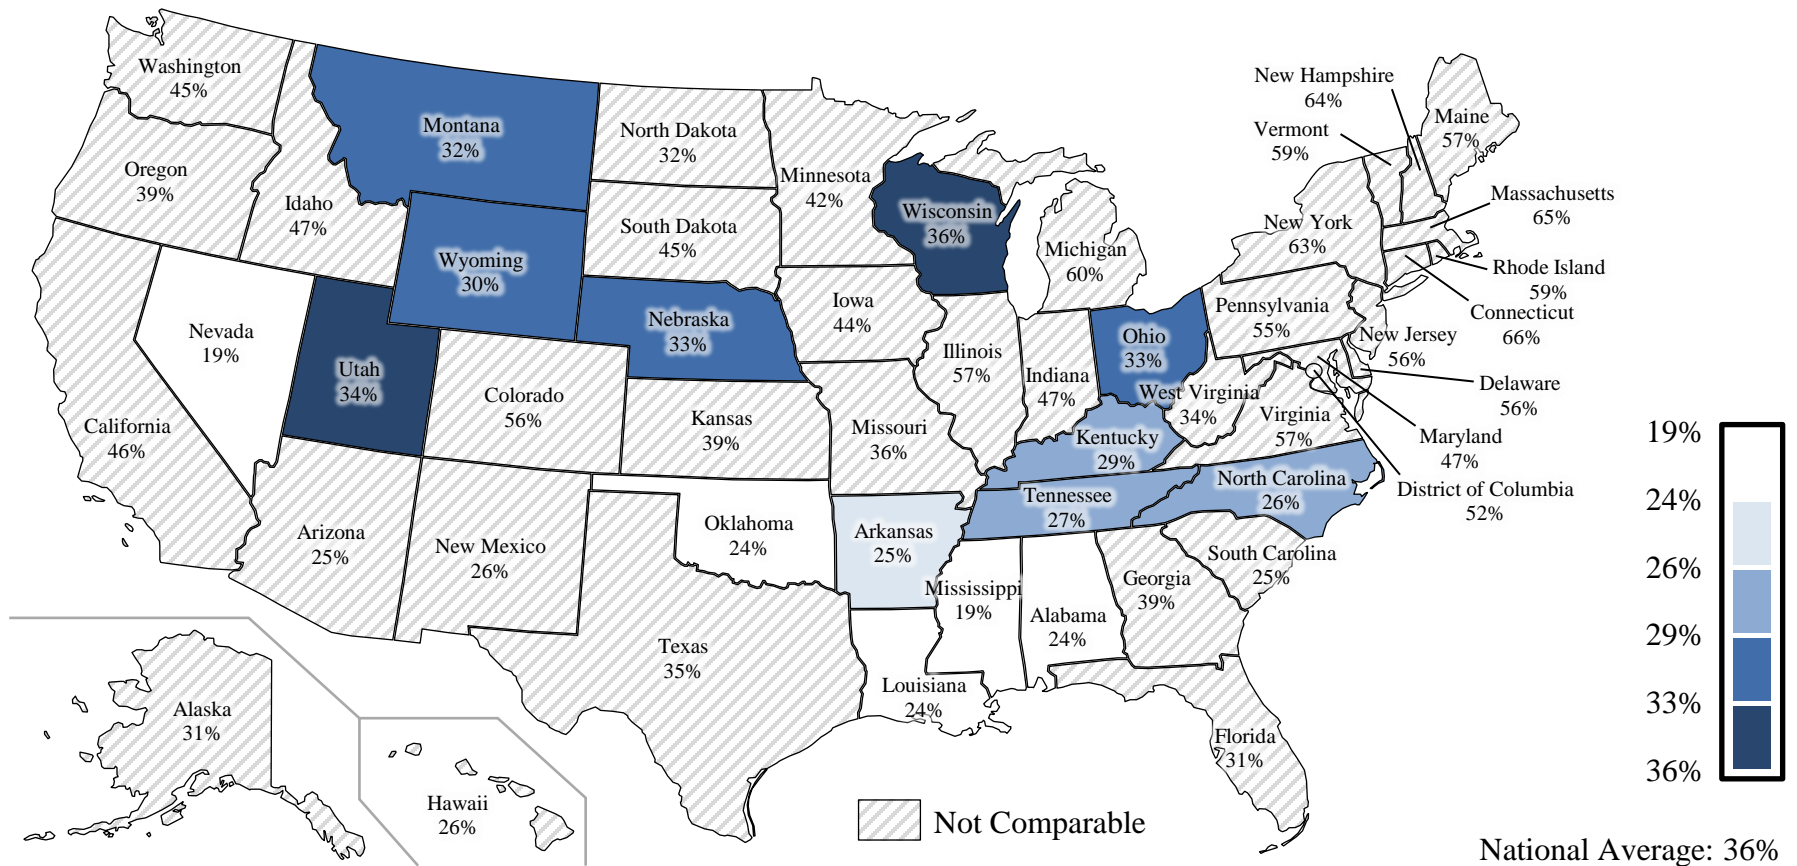 Washington
45%
Oregon
39%
California
46%
Idaho
47%
Nevada
19%
Montana
32%
Wyoming
30%
Utah
34%
Arizona
25%
Colorado
56%
New Mexico
26%
North Dakota
32%
South Dakota
45%
Nebraska
33%
Kansas
39%
Oklahoma
24%
Texas
35%
Minnesota
42%
Iowa
44%
Missouri
36%
Arkansas
25%
Louisiana
24%
Wisconsin
36%
Illinois
57%
Michigan
60%
Indiana
47%
Ohio
33%
Kentucky
29%
Tennessee
27%
Mississippi
19%
Alabama
24%
Georgia
39%
Florida
31%
South Carolina
25%
North Carolina
26%
Virginia
57%
West Virginia
34%
Pennsylvania
55%
New York
63%
Vermont
59%
New Hampshire
64%
Maine
57%
Massachusetts
65%
Rhode Island
59%
Connecticut
66%
New Jersey
56%
Delaware
56%
Maryland
47%
District of Columbia
52%
Alaska
31%
Hawaii
26%
Not Comparable
19%
24%
26%
29%
33%
36%
National Average: 36%